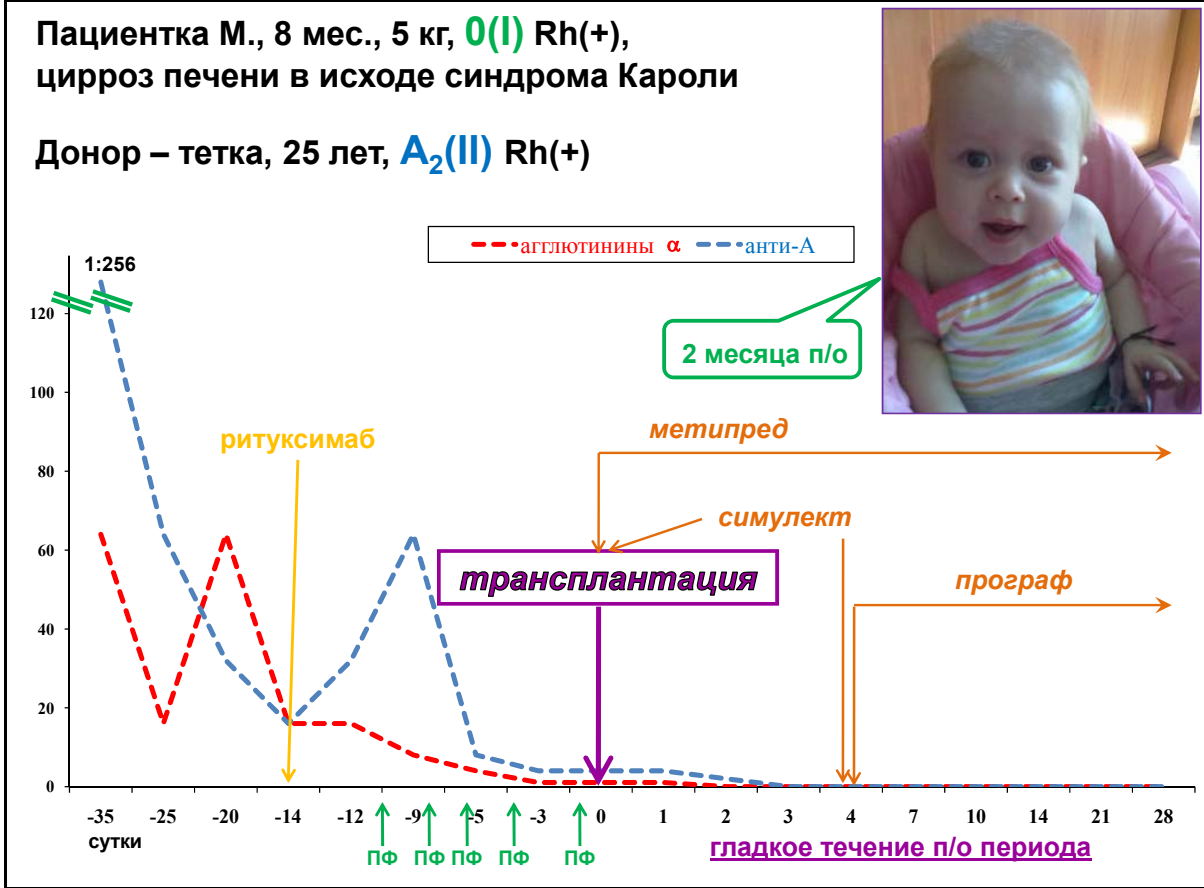 Пациентка М., 8 мес., 5 кг, 0(I) Rh(+),
цирроз печени в исходе синдрома Кароли
Донор – тетка, 25 лет, A2(II) Rh(+)
агглютинины α анти-А
1:256
120
100
80
60
40
20
0
2 месяца п/о
ритуксимаб
метипред
симулект
трансплантация
програф
-35 -25 -20 -14 -12 -9 -5 -3 0 1 2 3 4 7 10 14 21 28
сутки
ПФ ПФ ПФ ПФ ПФ
гладкое течение п/о периода